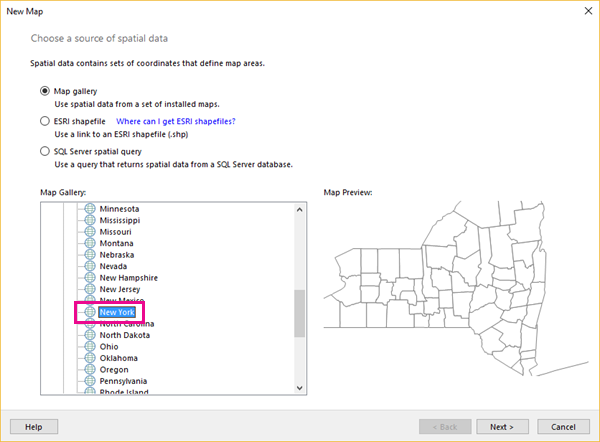 New Map
Choose a source of spatial data
Spatial data contains sets of coordinates that define map areas.
Map gallery
Use spatial data from a set of installed maps.
ESRI shapefile Where can I get ESRI shapefiles?
Use a link to an ESRI shapefile (.shp)
SQL Server spatial query
Use a query that returns spatial data from a SQL Server database.
Map Gallery:
Map Preview:
Minnesota
Mississippi
Missouri
Montana
Nebraska
Nevada
New Hampshire
New Jersey
New Mexico
New York
North Carolina
North Dakota
Ohio
Oklahoma
Oregon
Pennsylvania
Rhode Island
Help
< Back
Next >
Cancel